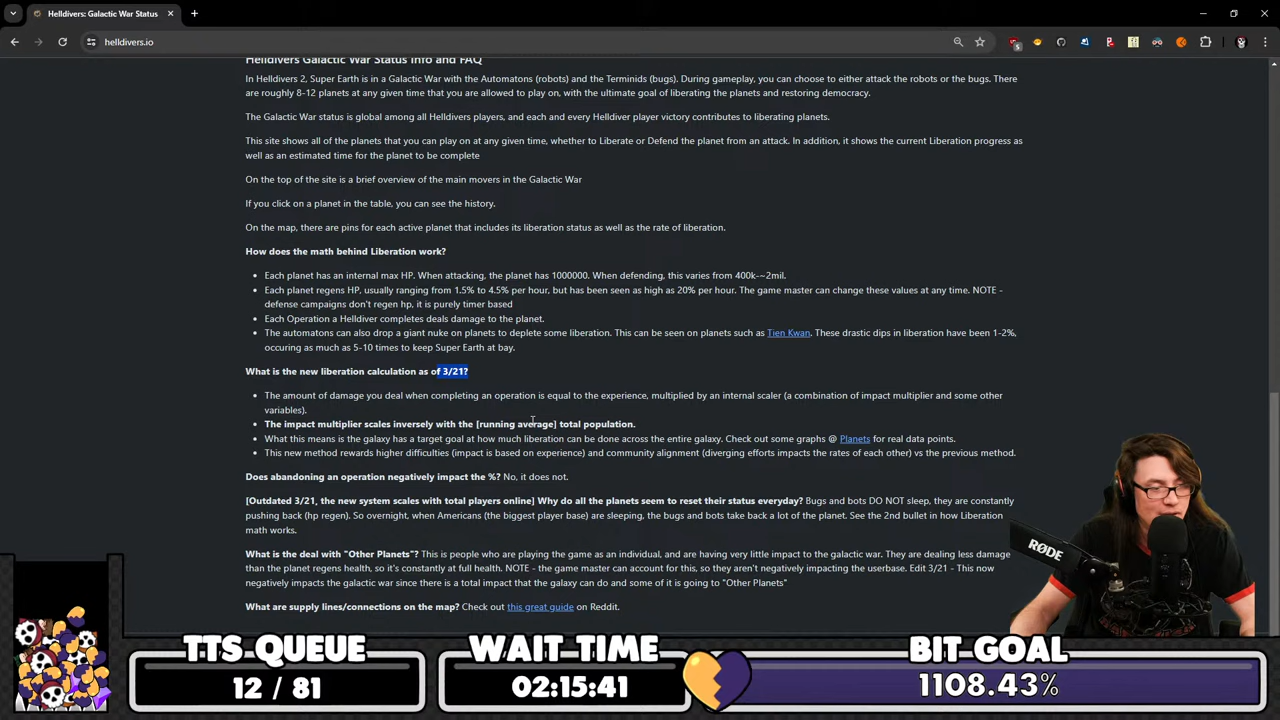 Helldivers: Galactic War Status
helldivers.io
Helldivers Galactic War Status Info and FAQ
In Helldivers 2, Super Earth is in a Galactic War with the Automatons (robots) and the Terminids (bugs). During gameplay, you can choose to either attack the robots or the bugs. There
are roughly 8-12 planets at any given time that you are allowed to play on, with the ultimate goal of liberating the planets and restoring democracy.
The Galactic War status is global among all Helldivers players, and each and every Helldiver player victory contributes to liberating planets.
This site shows all of the planets that you can play on at any given time, whether to Liberate or Defend the planet from an attack. In addition, it shows the current Liberation progress as
well as an estimated time for the planet to be complete
On the top of the site is a brief overview of the main movers in the Galactic War
If you click on a planet in the table, you can see the history.
On the map, there are pins for each active planet that includes its liberation status as well as the rate of liberation.
How does the math behind Liberation work?
• Each planet has an internal max HP. When attacking, the planet has 1000000. When defending, this varies from 400k-~2mil.
• Each planet regens HP, usually ranging from 1.5% to 4.5% per hour, but has been seen as high as 20% per hour. The game master can change these values at any time. NOTE -
defense campaigns don't regen hp, it is purely timer based
• Each Operation a Helldiver completes deals damage to the planet.
• The automatons can also drop a giant nuke on planets to deplete some liberation. This can be seen on planets such as Tien Kwan. These drastic dips in liberation have been 1-2%,
occuring as much as 5-10 times to keep Super Earth at bay.
What is the new liberation calculation as of 3/21?
• The amount of damage you deal when completing an operation is equal to the experience, multiplied by an internal scaler (a combination of impact multiplier and some other
variables).
• The impact multiplier scales inversely with the [running average] total population.
• What this means is the galaxy has a target goal at how much liberation can be done across the entire galaxy. Check out some graphs @ Planets for real data points.
• This new method rewards higher difficulties (impact is based on experience) and community alignment (diverging efforts impacts the rates of each other) vs the previous method.
Does abandoning an operation negatively impact the %? No, it does not.
[Outdated 3/21, the new system scales with total players online] Why do all the planets seem to reset their status everyday? Bugs and bots DO NOT sleep, they are constantly
pushing back (hp regen). So overnight, when Americans (the biggest player base) are sleeping, the bugs and bots take back a lot of the planet. See the 2nd bullet in how Liberation
math works.
What is the deal with "Other Planets"? This is people who are playing the game as an individual, and are having very little impact to the galactic war. They are dealing less damage
than the planet regens health, so it's constantly at full health. NOTE - the game master can account for this, so they aren't negatively impacting the userbase. Edit 3/21 - This now
negatively impacts the galactic war since there is a total impact that the galaxy can do and some of it is going to "Other Planets"
What are supply lines/connections on the map? Check out this great guide on Reddit.
RØDE
TTS QUEUE
12 / 81
WAIT TIME
02:15:41
BIT GOAL
1108.43%